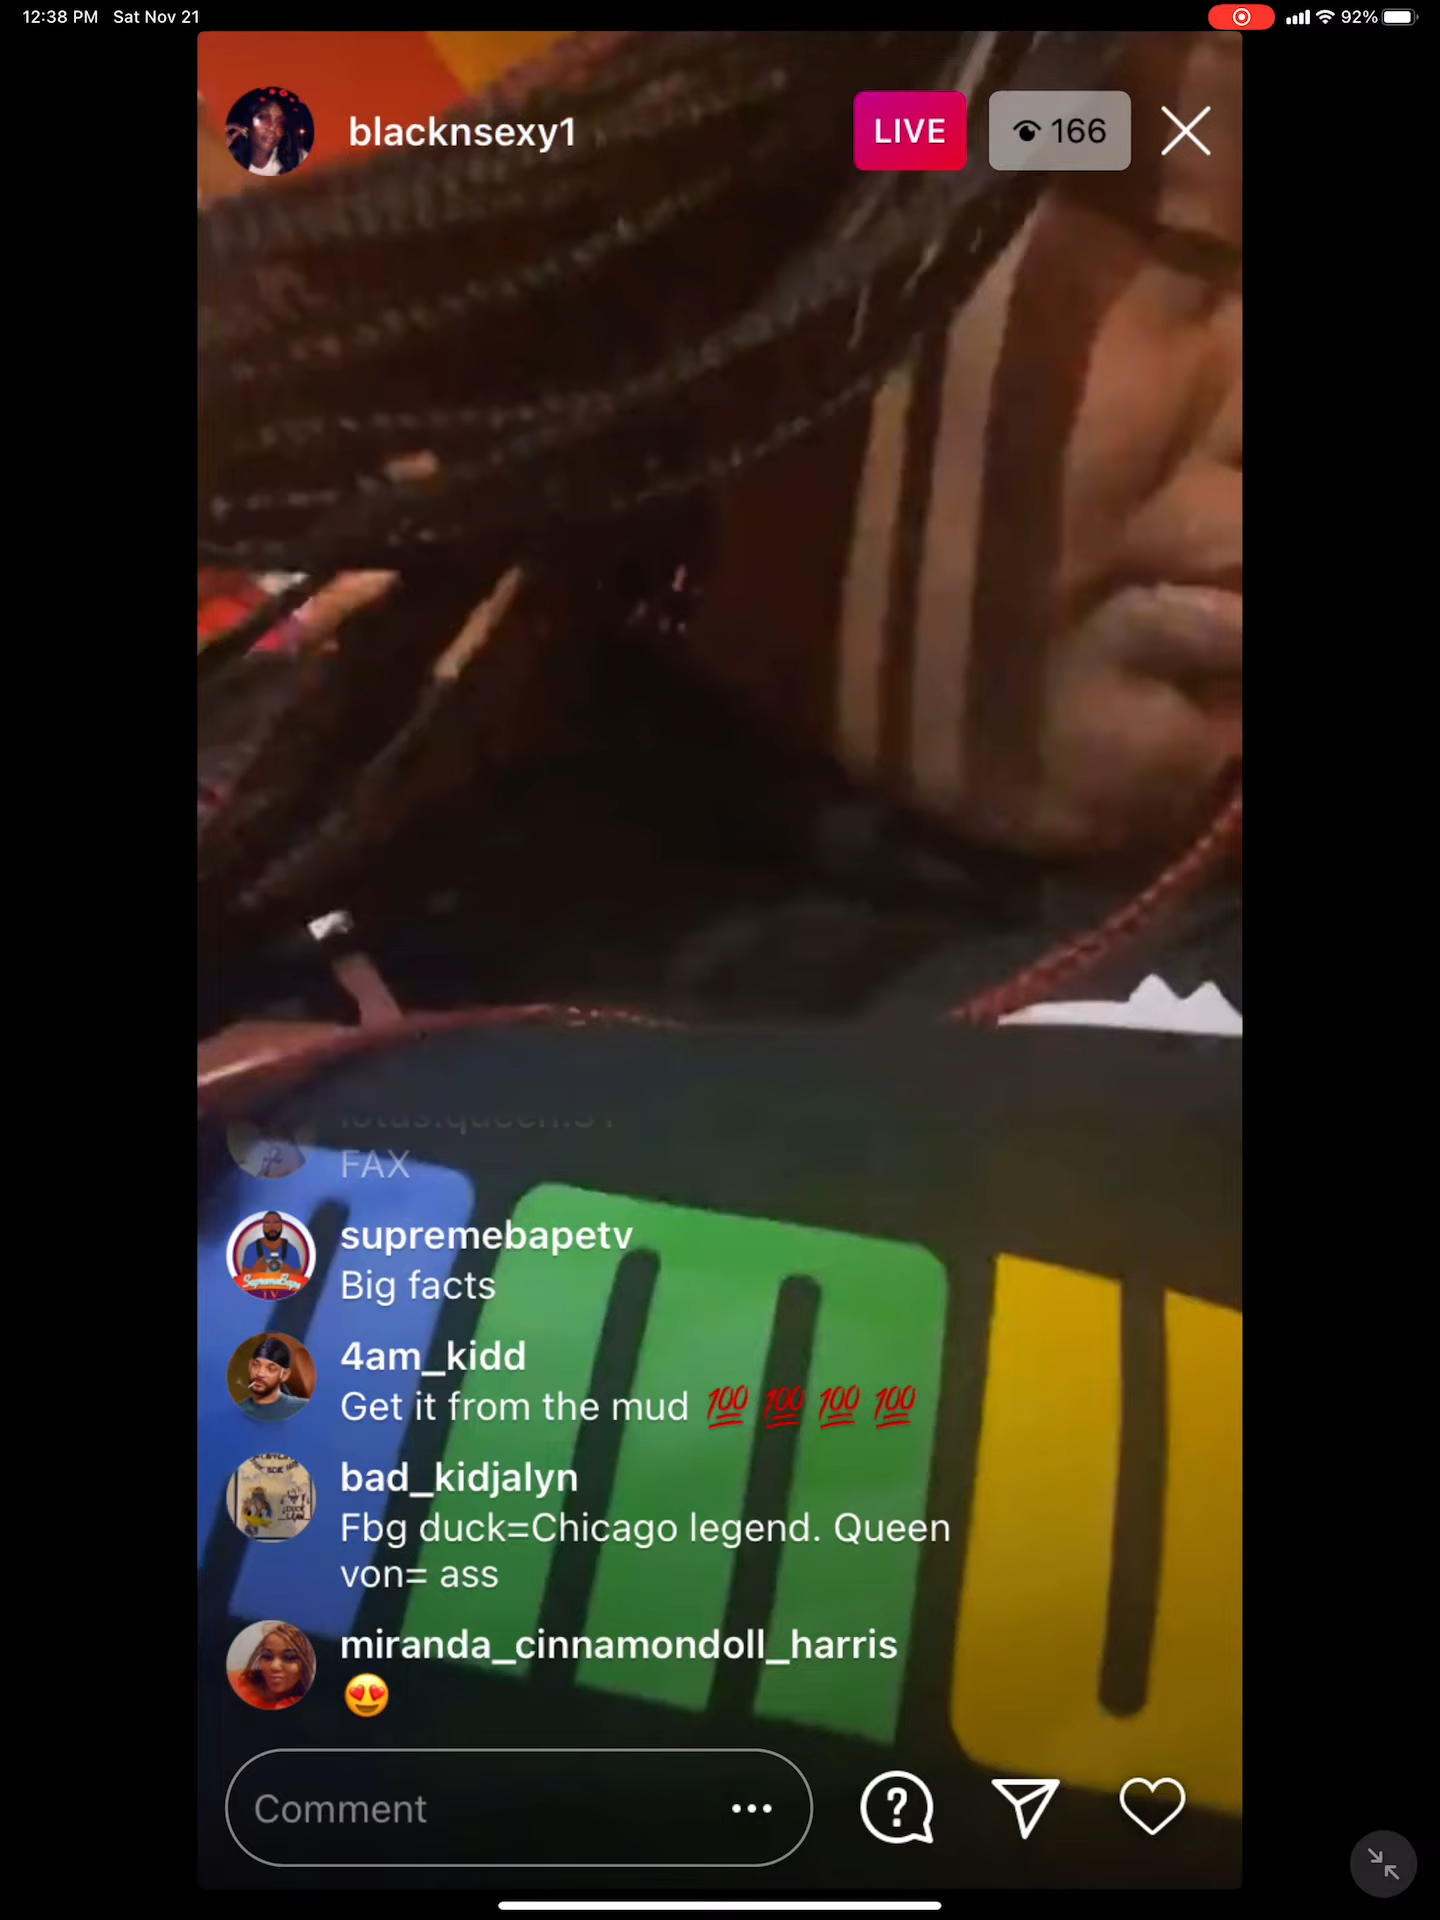 12:38 PM Sat Nov 21
92%
blacknsexy1
LIVE
166
FAX
supremebapetv
Big facts
4am_kidd
Get it from the mud 💯 💯 💯 💯
bad_kidjalyn
Fbg duck=Chicago legend. Queen
von= ass
miranda_cinnamondoll_harris
😍
Comment